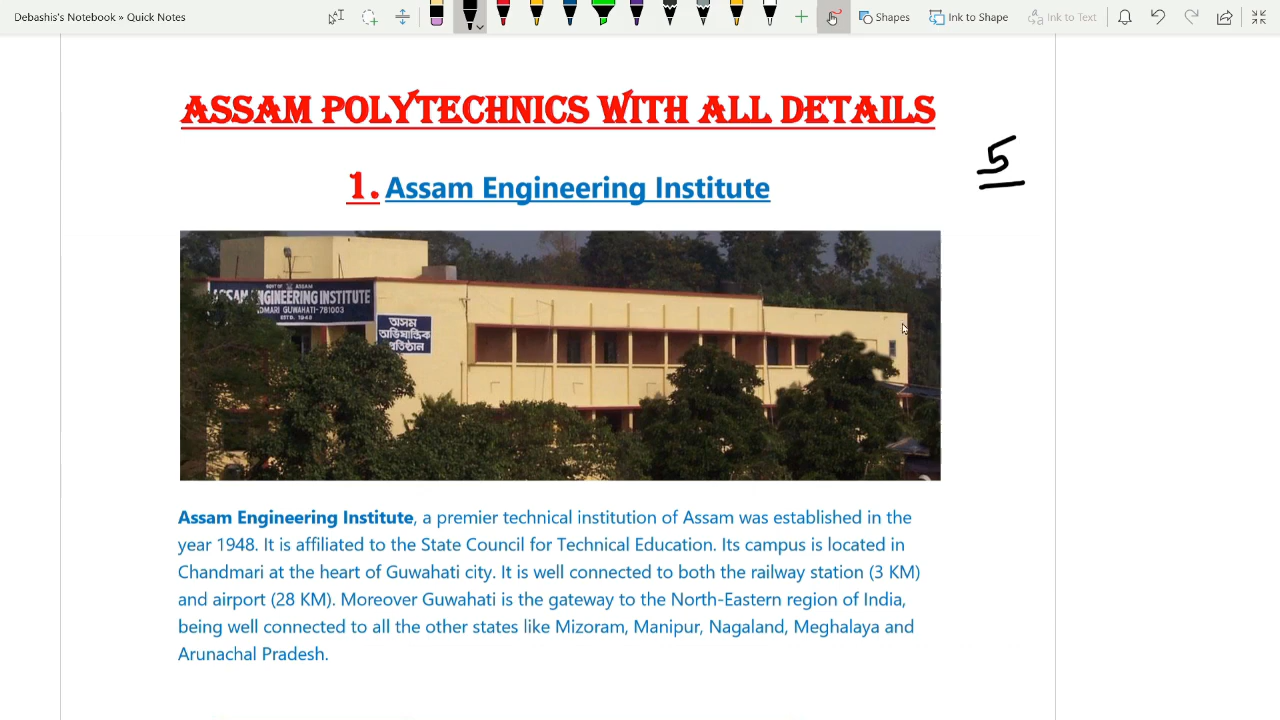 Debashis's Notebook » Quick Notes
Shapes
Ink to Shape
Ink to Text
ASSAM POLYTECHNICS WITH ALL DETAILS
5
1. Assam Engineering Institute
GOVT OF ASSAM
ASSAM ENGINEERING INSTITUTE
GUWAHATI-781003
ESTD. 1948
অসম
অভিযান্ত্ৰিক
প্ৰতিষ্ঠান
Assam Engineering Institute, a premier technical institution of Assam was established in the
year 1948. It is affiliated to the State Council for Technical Education. Its campus is located in
Chandmari at the heart of Guwahati city. It is well connected to both the railway station (3 KM)
and airport (28 KM). Moreover Guwahati is the gateway to the North-Eastern region of India,
being well connected to all the other states like Mizoram, Manipur, Nagaland, Meghalaya and
Arunachal Pradesh.